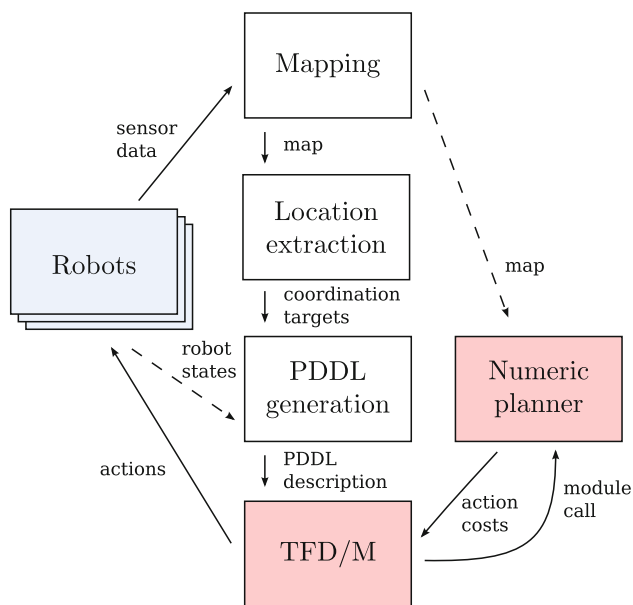 Mapping
sensor
data
map
Location
extraction
Robots
map
coordination
targets
robot
states
PDDL
generation
Numeric
planner
actions
PDDL
description
action
costs
module
call
TFD/M